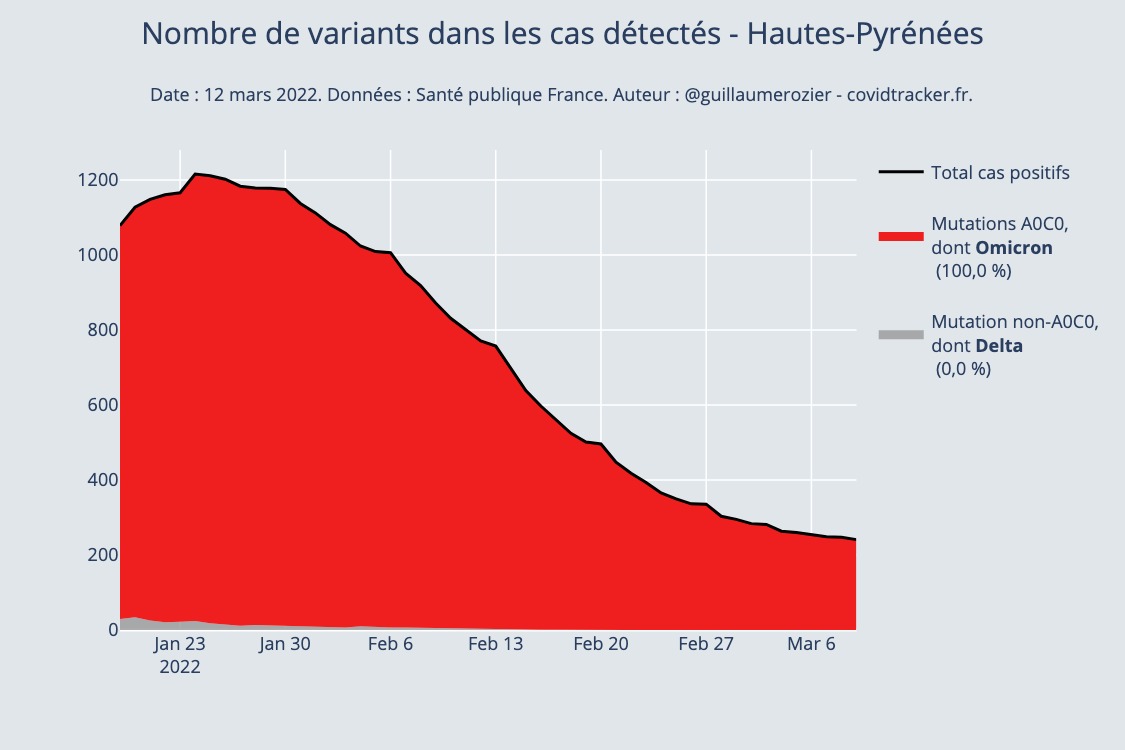 Nombre de variants dans les cas détectés - Hautes-Pyrénées
Date : 12 mars 2022. Données : Santé publique France. Auteur : @guillaumerozier - covidtracker.fr.
1200
1000
800
600
400
200
0
Jan 23
2022
Jan 30
Feb 6
Feb 13
Feb 20
Feb 27
Mar 6
Total cas positifs
Mutations A0C0,
dont Omicron
(100,0 %)
Mutation non-A0C0,
dont Delta
(0,0 %)